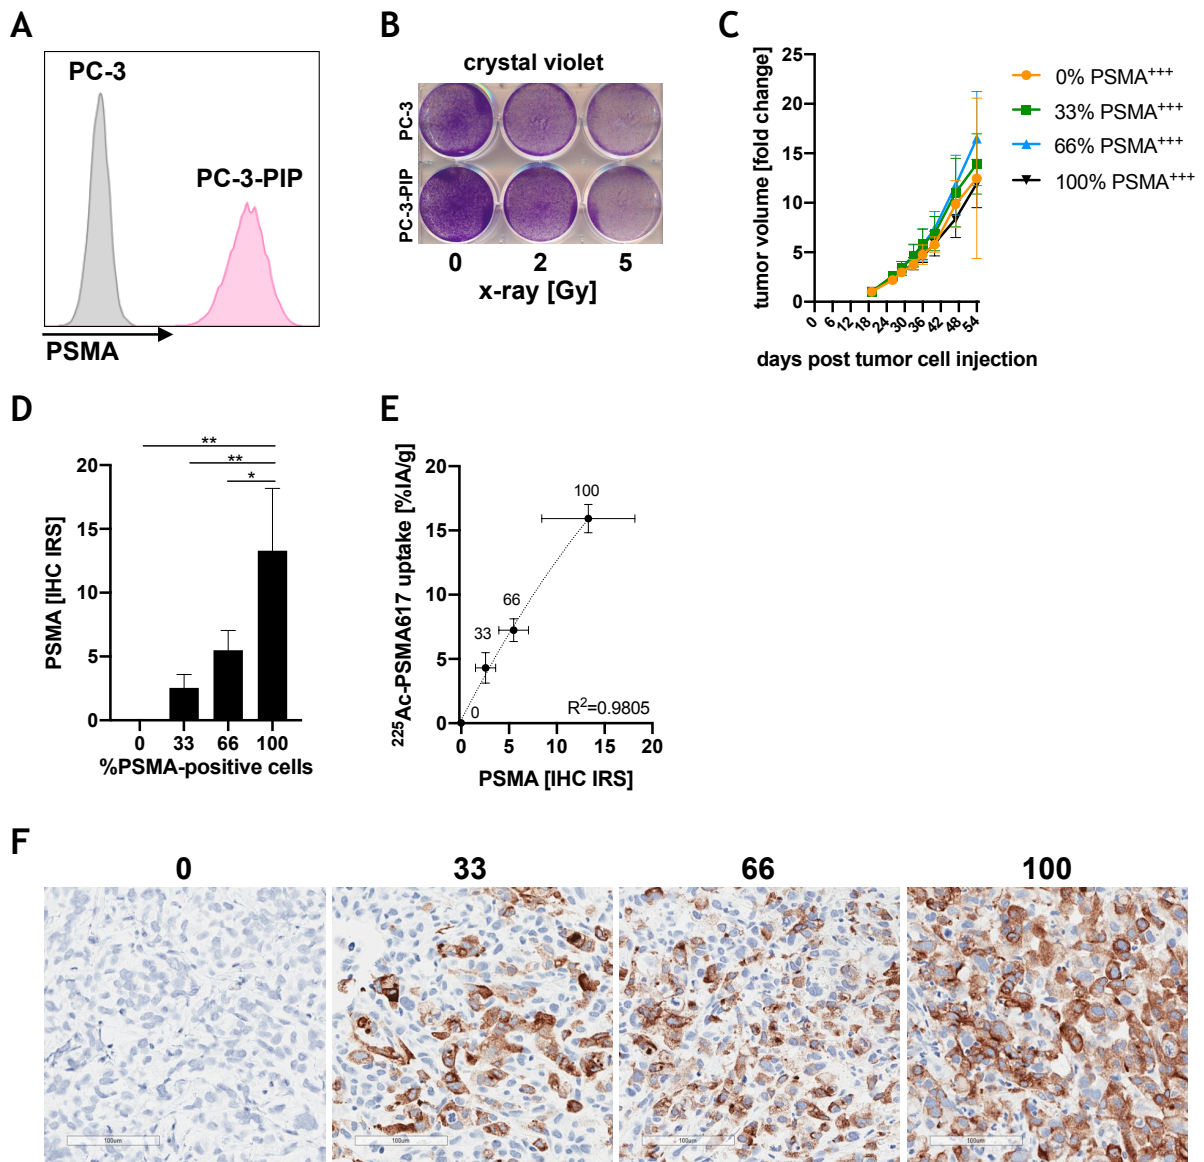 A
PC-3
PC-3-PIP
PSMA
B
crystal violet
PC-3
PC-3-PIP
0 2 5
x-ray [Gy]
C
tumor volume [fold change]
25
20
15
10
5
0
0 6 12 18 24 30 36 42 48 54
days post tumor cell injection
0% PSMA+++
33% PSMA+++
66% PSMA+++
100% PSMA+++
D
** 
**
*
PSMA [IHC IRS]
20
15
10
5
0
0 33 66 100
%PSMA-positive cells
E
225Ac-PSMA617 uptake [%IA/g]
20
15
10
5
0
100
66
33
0
R2=0.9805
0 5 10 15 20
PSMA [IHC IRS]
F
0 33 66 100
100um 100um 100um 100um